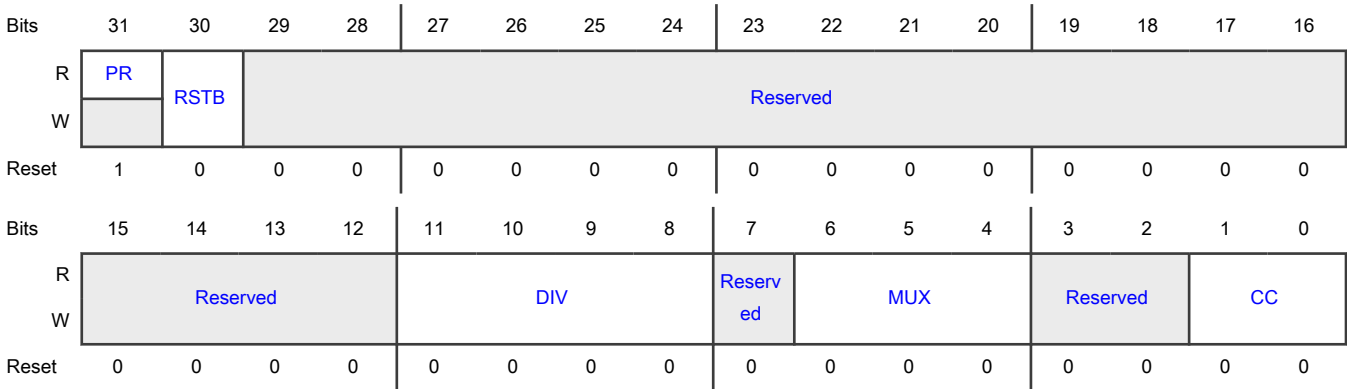 Bits 31 30 29 28 27 26 25 24 23 22 21 20 19 18 17 16
R PR
RSTB Reserved
W
Reset 1 0 0 0 0 0 0 0 0 0 0 0 0 0 0 0
Bits 15 14 13 12 11 10 9 8 7 6 5 4 3 2 1 0
R
Reserved DIV Reserv
ed MUX Reserved CC
W
Reset 0 0 0 0 0 0 0 0 0 0 0 0 0 0 0 0